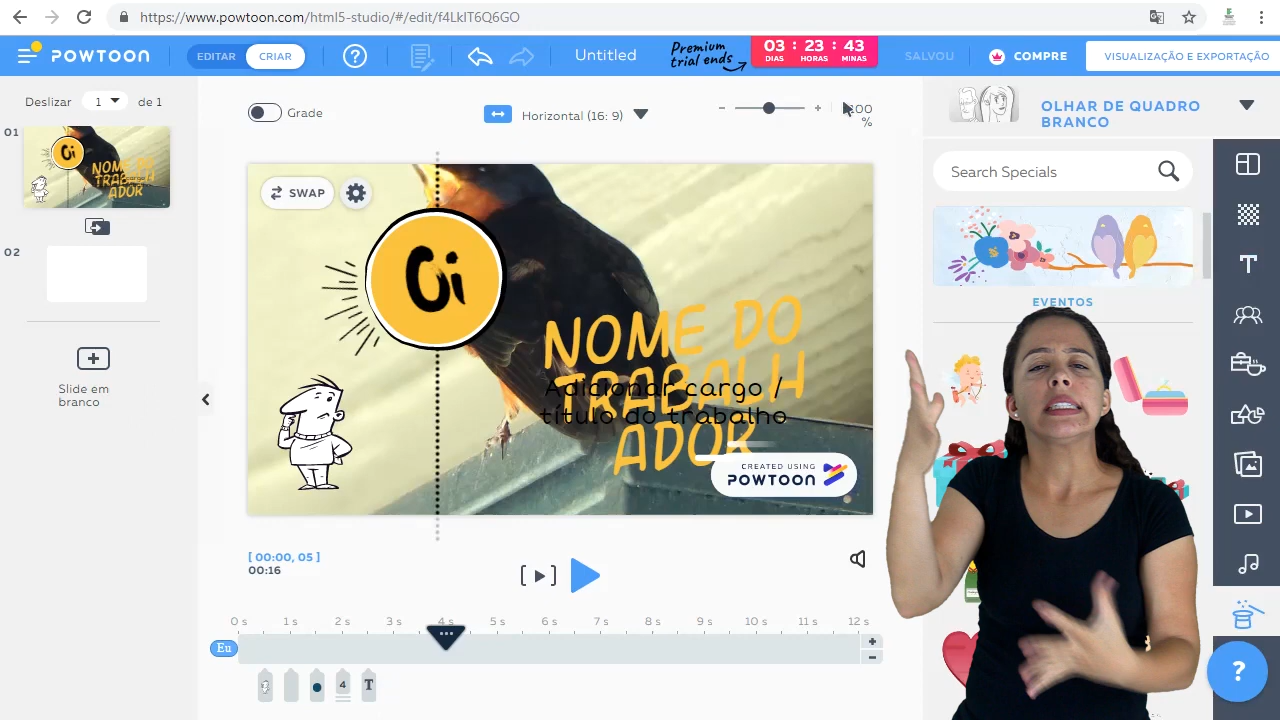 https://www.powtoon.com/html5-studio/#/edit/f4LklT6Q6GO
POWTOON
EDITAR
CRIAR
?
Untitled
Premium
trial ends
03 : 23 : 43
DIAS HORAS MINAS
SALVOU
COMPRE
VISUALIZAÇÃO E EXPORTAÇÃO
Deslizar 1 de 1
Grade
Horizontal (16: 9)
%
OLHAR DE QUADRO
BRANCO
Search Specials
01
SWAP
Oi
NOME DO
TRABALH
ADOR
Adicionar cargo /
título do trabalho
CREATED USING
POWTOON
02
Slide em
branco
EVENTOS
[ 00:00, 05 ]
00:16
0 s 1 s 2 s 3 s 4 s 5 s 6 s 7 s 8 s 9 s 10 s 11 s 12 s
Eu
4 T
T
?